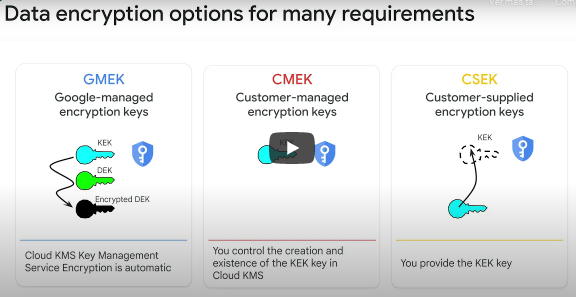 Data encryption options for many requirements
GMEK
Google-managed
encryption keys
KEK
DEK
Encrypted DEK
Cloud KMS Key Management
Service Encryption is automatic
CMEK
Customer-managed
encryption keys
You control the creation and
existence of the KEK key in
Cloud KMS
CSEK
Customer-supplied
encryption keys
KEK
You provide the KEK key